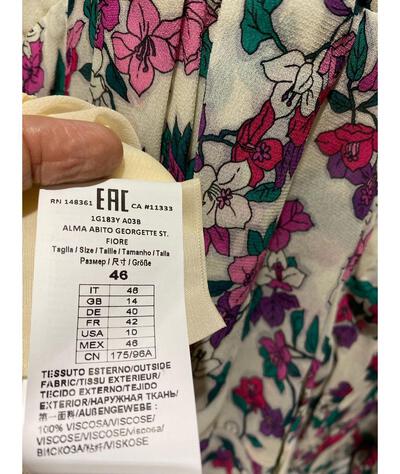 RN 148361 EAC CA #11333
1G183Y A03B
ALMA ABITO GEORGETTE ST.
FIORE
Taglia / Size / Taille / Tamanho / Talla
Размер / 尺寸 / Größe
46
IT 46
GB 14
DE 40
FR 42
USA 10
MEX 46
CN 175/96A
TESSUTO ESTERNO/OUTSIDE
FABRIC/TISSU EXTERIEUR/
TECIDO EXTERNO/TEJIDO
EXTERIOR/НАРУЖНАЯ ТКАНЬ/
第一面料/AUßENGEWEBE:
100% VISCOSA/VISCOSE/
VISCOSE/VISCOSE/VISCOSA/
ВИСКОЗА/粘纤/VISKOSE